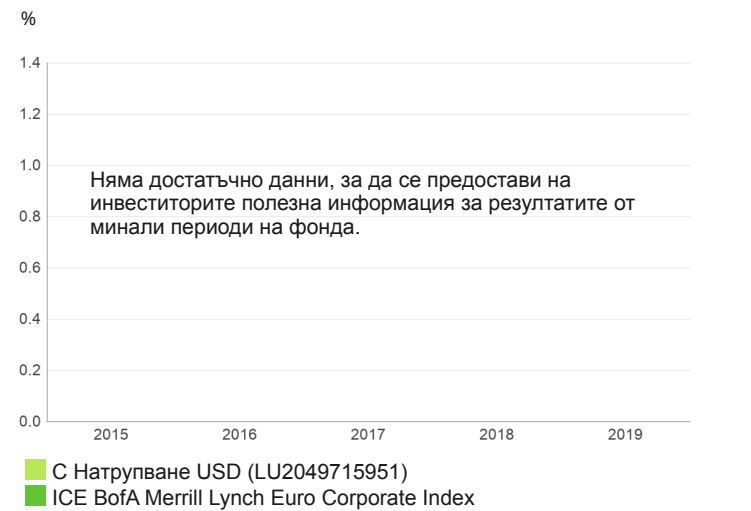 %
1.4
1.2
1.0
Няма достатъчно данни, за да се предостави на
инвеститорите полезна информация за резултатите от
минали периоди на фонда.
0.8
0.6
0.4
0.2
0.0
2015 2016 2017 2018 2019
C Натрупване USD (LU2049715951)
ICE BofA Merrill Lynch Euro Corporate Index